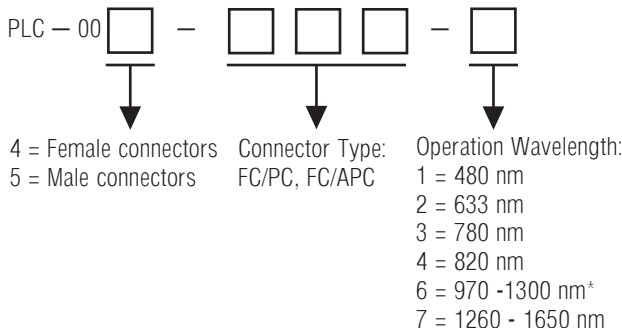 PLC — 00 – –
4 = Female connectors
5 = Male connectors
Connector Type:
FC/PC, FC/APC
Operation Wavelength:
1 = 480 nm
2 = 633 nm
3 = 780 nm
4 = 820 nm
6 = 970 -1300 nm*
7 = 1260 - 1650 nm